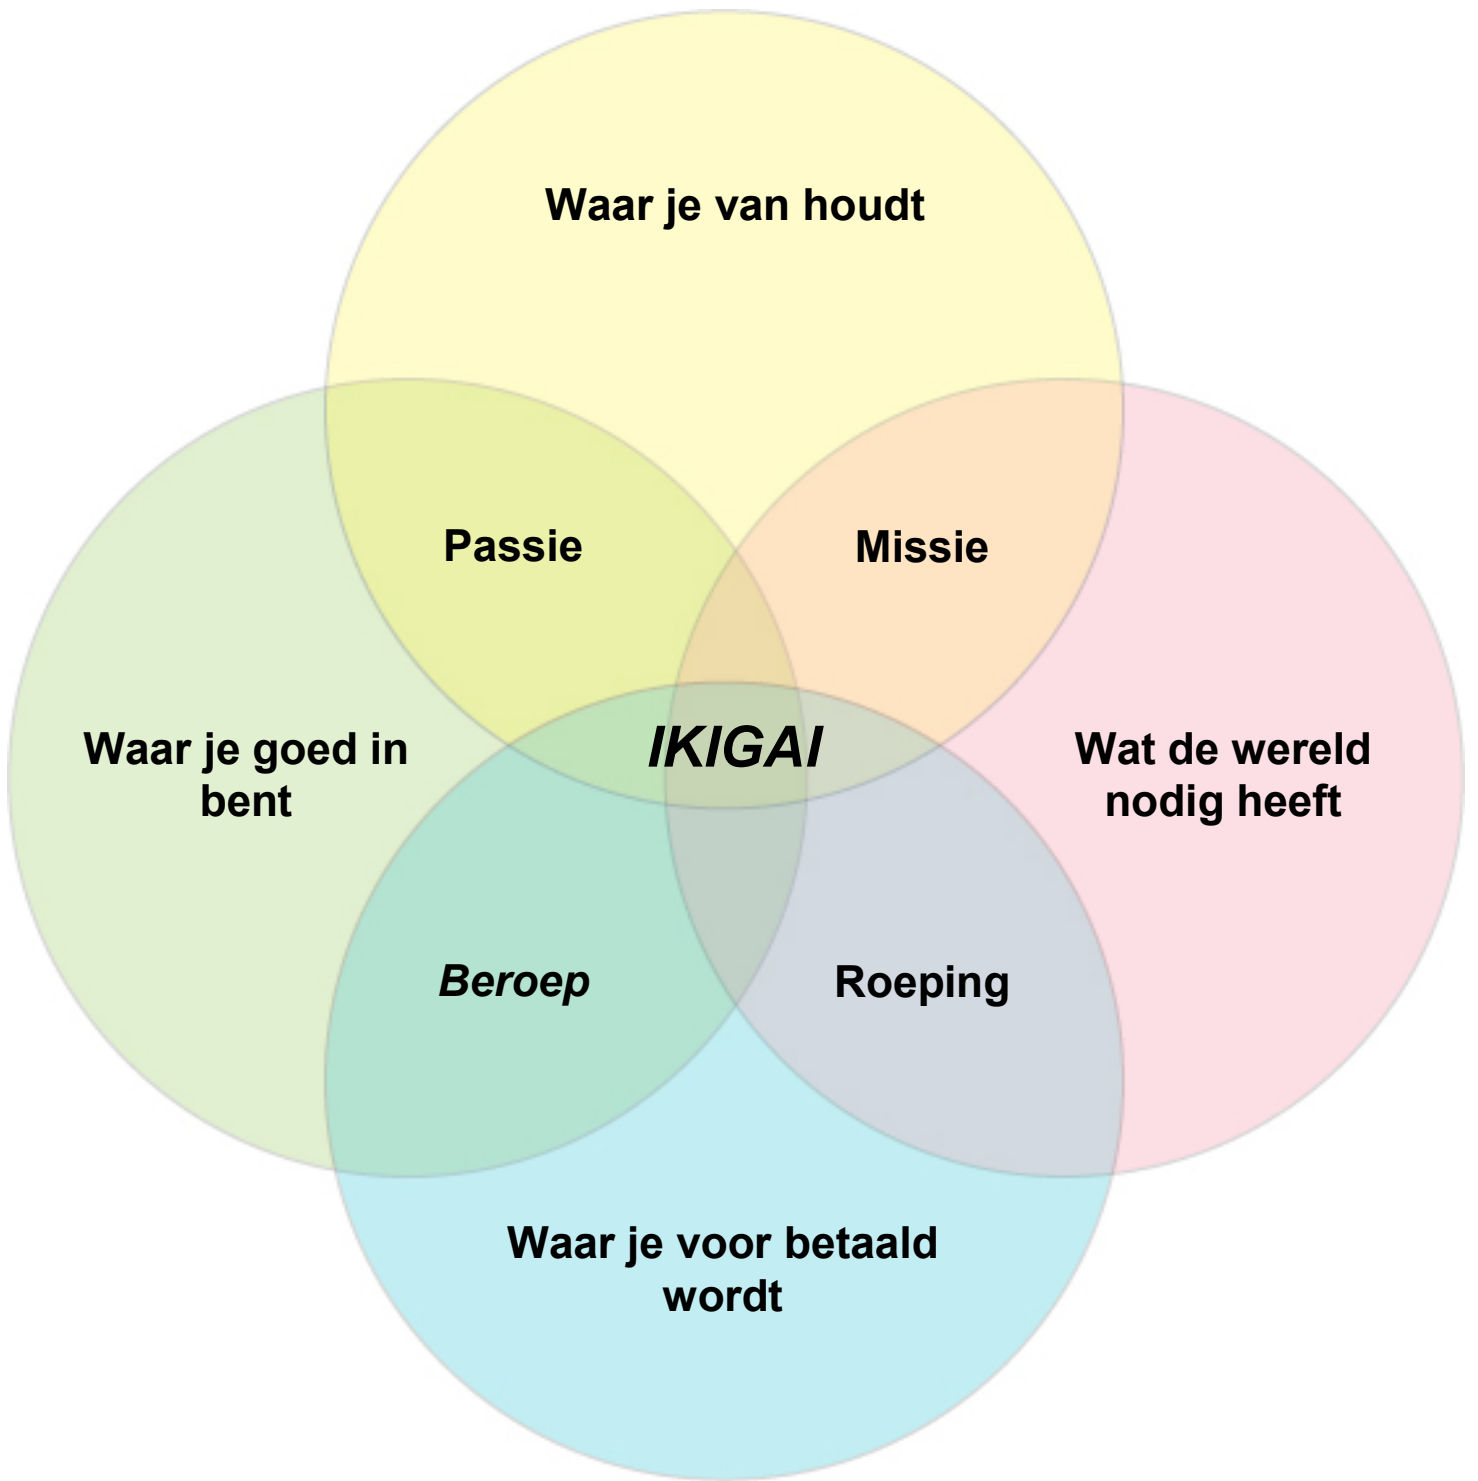 Waar je van houdt
Passie
Missie
IKIGAI
Waar je goed in
bent
Wat de wereld
nodig heeft
Beroep
Roeping
Waar je voor betaald
wordt